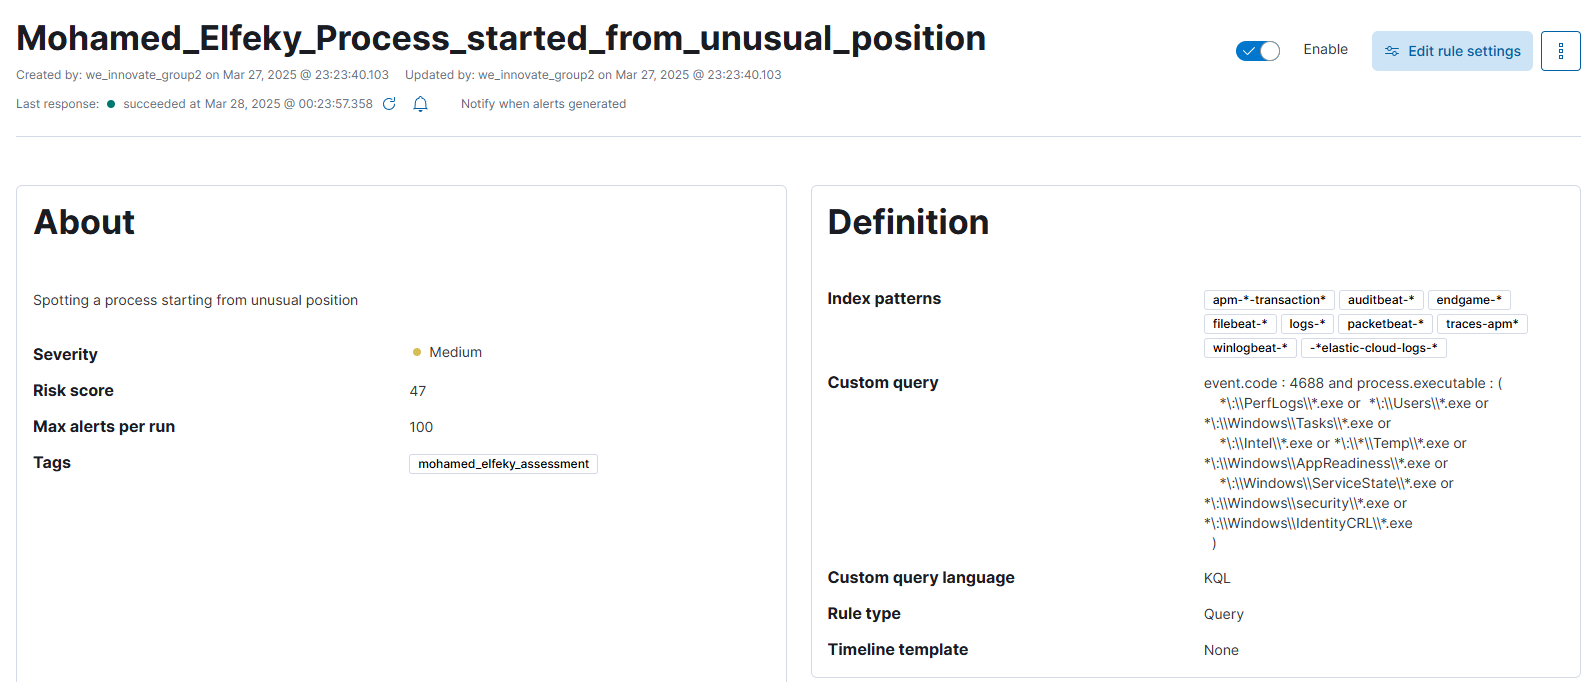 Mohamed_Elfeky_Process_started_from_unusual_position
Enable
Edit rule settings
Created by: we_innovate_group2 on Mar 27, 2025 @ 23:23:40.103 Updated by: we_innovate_group2 on Mar 27, 2025 @ 23:23:40.103
Last response: succeeded at Mar 28, 2025 @ 00:23:57.358 Notify when alerts generated
About
Spotting a process starting from unusual position
Severity Medium
Risk score 47
Max alerts per run 100
Tags mohamed_elfeky_assessment
Definition
Index patterns apm-*-transaction* auditbeat-* endgame-*
filebeat-* logs-* packetbeat-* traces-apm*
winlogbeat-* -*elastic-cloud-logs-*
Custom query event.code : 4688 and process.executable : (
*\:\\PerfLogs\\*.exe or *\:\\Users\\*.exe or
*\:\\Windows\\Tasks\\*.exe or
*\:\\Intel\\*.exe or *\:\\*\\Temp\\*.exe or
*\:\\Windows\\AppReadiness\\*.exe or
*\:\\Windows\\ServiceState\\*.exe or
*\:\\Windows\\security\\*.exe or
*\:\\Windows\\IdentityCRL\\*.exe
)
Custom query language KQL
Rule type Query
Timeline template None